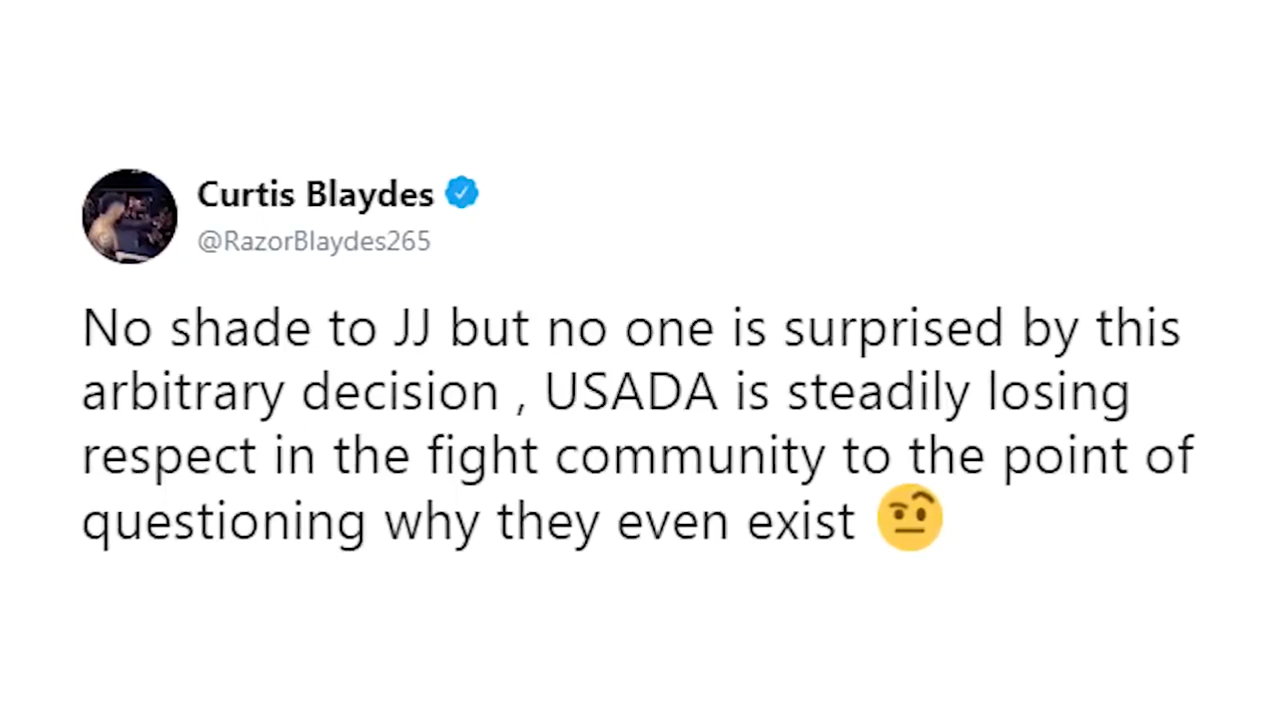 Curtis Blaydes
@RazorBlaydes265
No shade to JJ but no one is surprised by this
arbitrary decision , USADA is steadily losing
respect in the fight community to the point of
questioning why they even exist 🤨